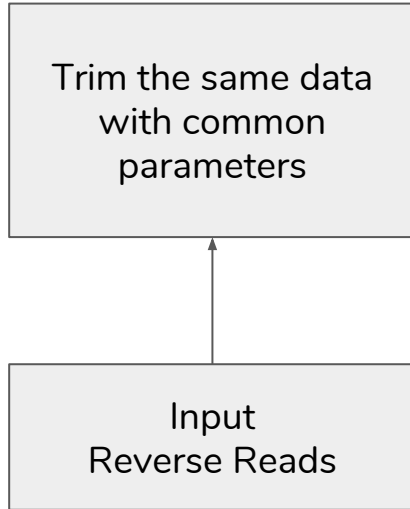 Trim the same data
with common
parameters
Input
Reverse Reads